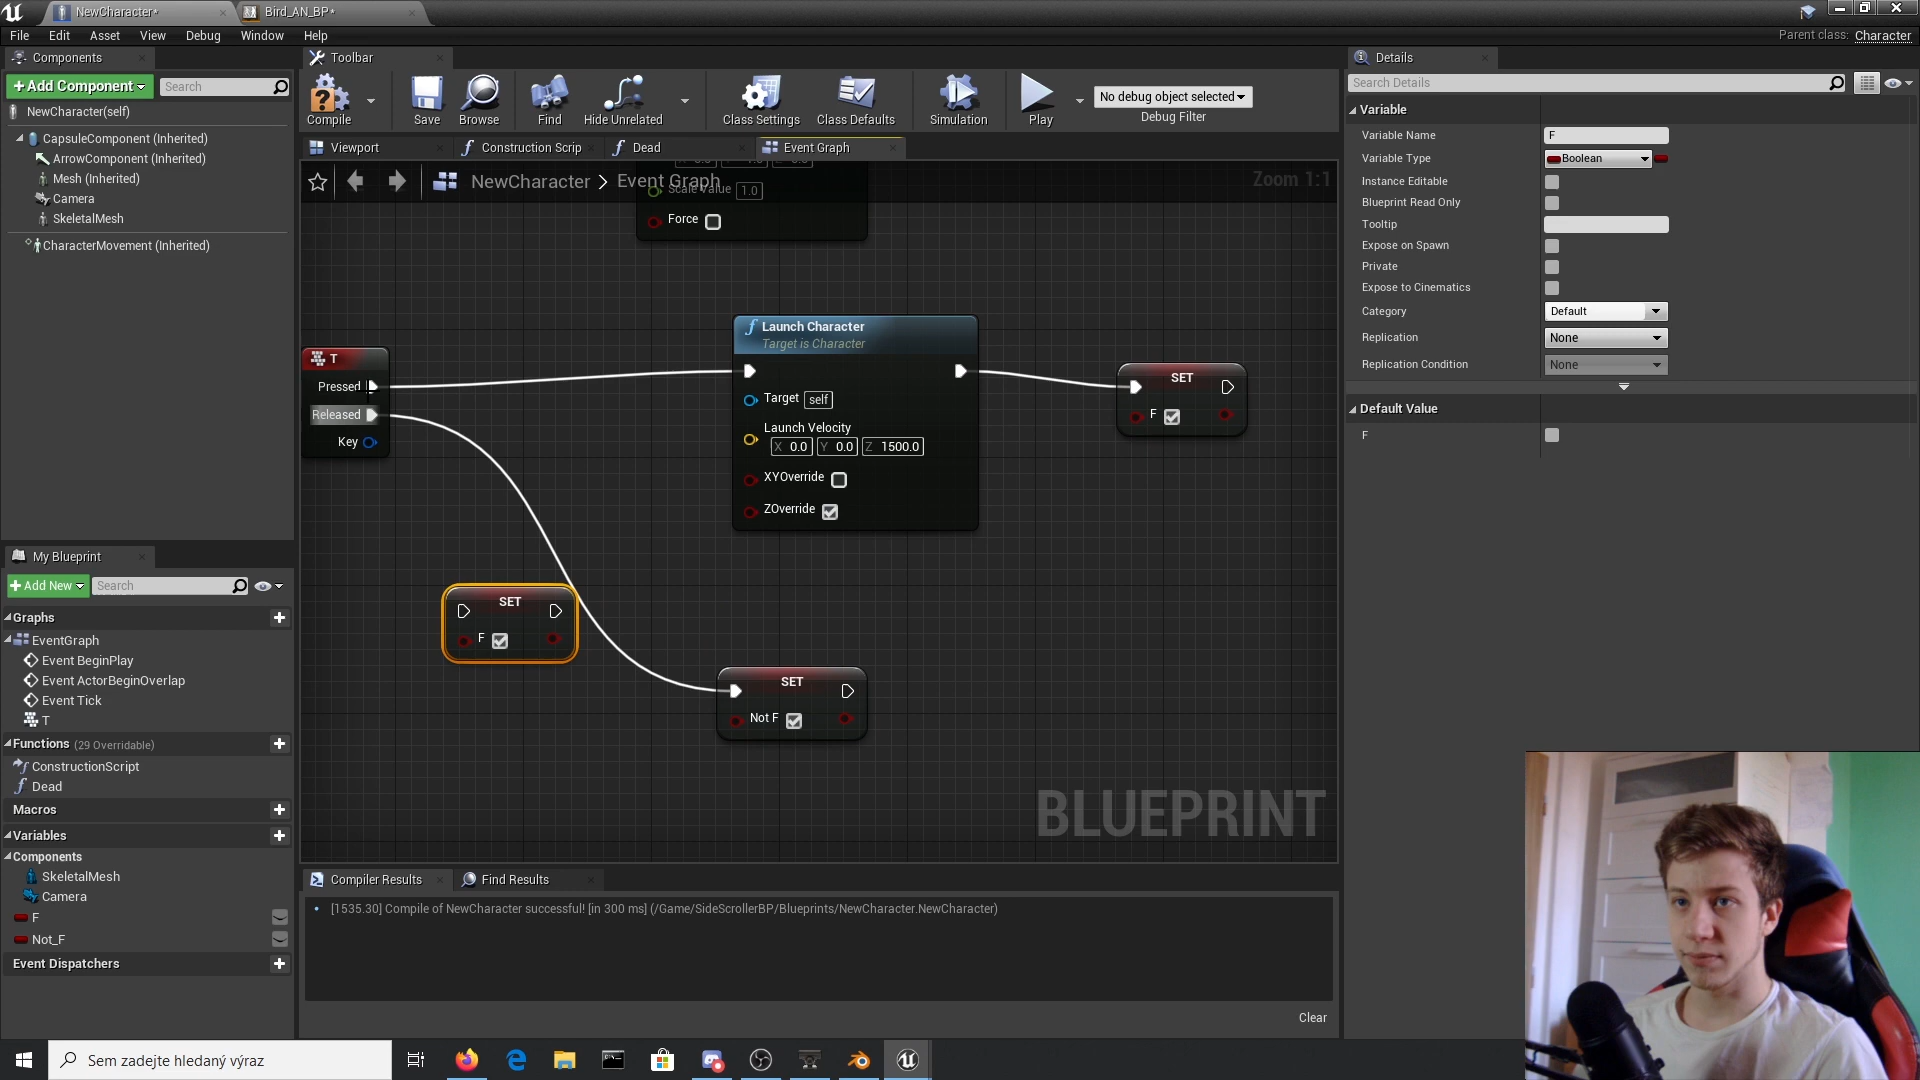 NewCharacter*
Bird_AN_BP*
File Edit Asset View Debug Window Help
Parent class: Character
Components
Toolbar
Details
+Add Component
Search
Compile
Save
Browse
Find
Hide Unrelated
Class Settings
Class Defaults
Simulation
Play
No debug object selected
Debug Filter
Search Details
NewCharacter(self)
CapsuleComponent (Inherited)
ArrowComponent (Inherited)
Mesh (Inherited)
Camera
SkeletalMesh
CharacterMovement (Inherited)
Viewport
Construction Scrip
Dead
Event Graph
NewCharacter > Event Graph
Zoom 1:1
Scale Value 1.0
Force
T
Pressed
Released
Key
Launch Character
Target is Character
Target self
Launch Velocity
X 0.0 Y 0.0 Z 1500.0
XYOverride
ZOverride
SET
F
SET
F
SET
Not F
BLUEPRINT
Variable
Variable Name F
Variable Type Boolean
Instance Editable
Blueprint Read Only
Tooltip
Expose on Spawn
Private
Expose to Cinematics
Category Default
Replication None
Replication Condition None
Default Value
F
My Blueprint
+Add New
Search
Graphs
EventGraph
Event BeginPlay
Event ActorBeginOverlap
Event Tick
T
Functions (29 Overridable)
ConstructionScript
Dead
Macros
Variables
Components
SkeletalMesh
Camera
F
Not_F
Event Dispatchers
Compiler Results
Find Results
[1535.30] Compile of NewCharacter successful! [in 300 ms] (/Game/SideScrollerBP/Blueprints/NewCharacter.NewCharacter)
Clear
Sem zadejte hledaný výraz